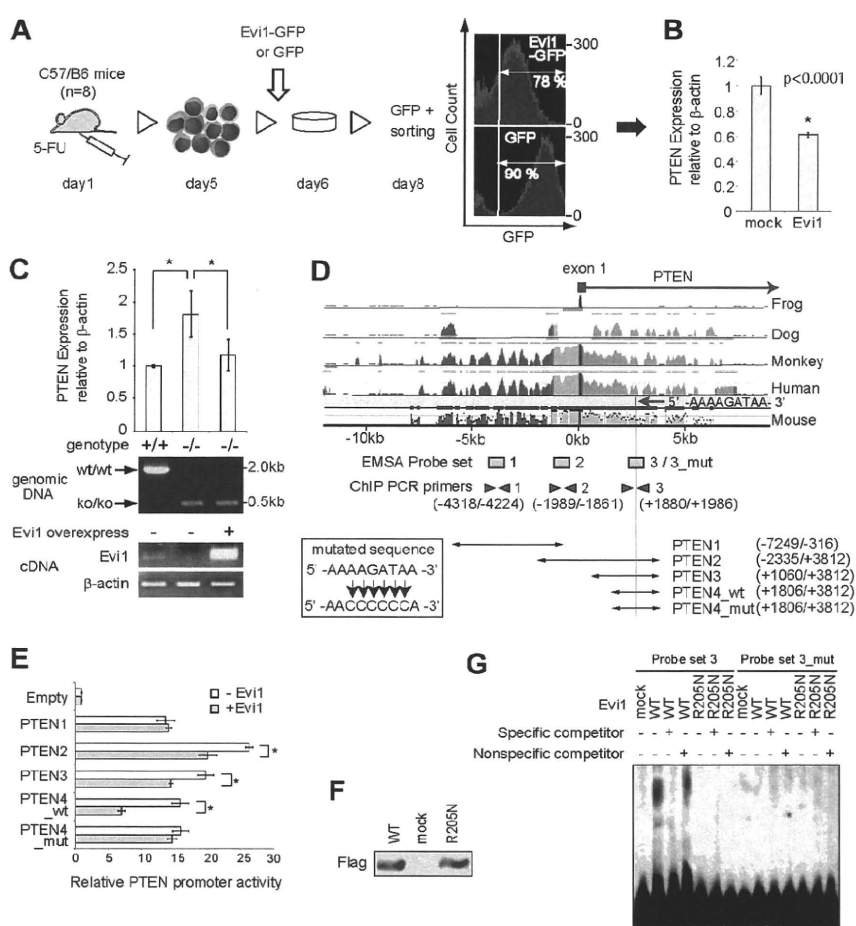 A
C57/B6 mice
(n=8)
5-FU
Evi1-GFP
or GFP
GFP +
sorting
day1
day5
day6
day8
Cell Count
Evi1
-GFP
78 %
GFP
90 %
300
300
0
GFP
B
PTEN Expression
relative to β-actin
1.2
1
0.8
0.6
0.4
0.2
0
p<0.0001
*
mock
Evi1
C
PTEN Expression
relative to β-actin
2.5
2
1.5
1
0.5
0
* *
genotype +/+ -/- -/-
genomic
DNA
wt/wt
2.0kb
ko/ko
0.5kb
Evi1 overexpress - - +
cDNA
Evi1
β-actin
D
exon 1
PTEN
Frog
Dog
Monkey
Human
5' -AAAAGATAA- 3'
Mouse
-10kb -5kb 0kb 5kb
EMSA Probe set 1 2 3 / 3_mut
ChIP PCR primers 1 2 3
(-4318/-4224) (-1989/-1861) (+1880/+1986)
mutated sequence
5' -AAAAGATAA -3'
5' -AACCCCCCA -3'
PTEN1 (-7249/-316)
PTEN2 (-2335/+3812)
PTEN3 (+1060/+3812)
PTEN4_wt (+1806/+3812)
PTEN4_mut (+1806/+3812)
E
- Evi1
+Evi1
Empty
PTEN1
PTEN2
*
PTEN3
*
PTEN4
_wt
*
PTEN4
_mut
0 5 10 15 20 25 30
Relative PTEN promoter activity
F
WT
mock
R205N
Flag
G
Probe set 3
Probe set 3_mut
Evi1 mock WT WT WT R205N R205N R205N mock WT WT WT R205N R205N R205N
Specific competitor - - + - - + - - - + - - + -
Nonspecific competitor - - - + - - + - - - + - - +